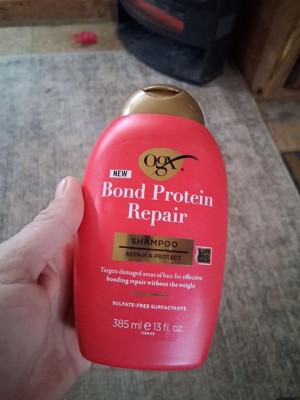 ogx
NEW
Bond Protein
Repair
SHAMPOO
REPAIR & PROTECT
Targets damaged areas of hair for effective
bonding repair without the weight
SULFATE-FREE SURFACTANTS
385 ml e 13 fl. oz.